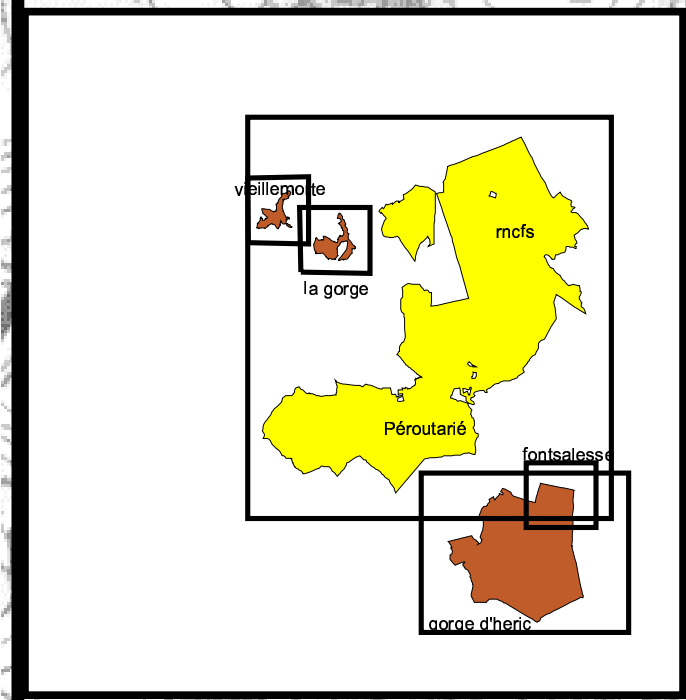 vieillemorte
rncfs
la gorge
Péroutarié
fontsalesse
gorge d'heric